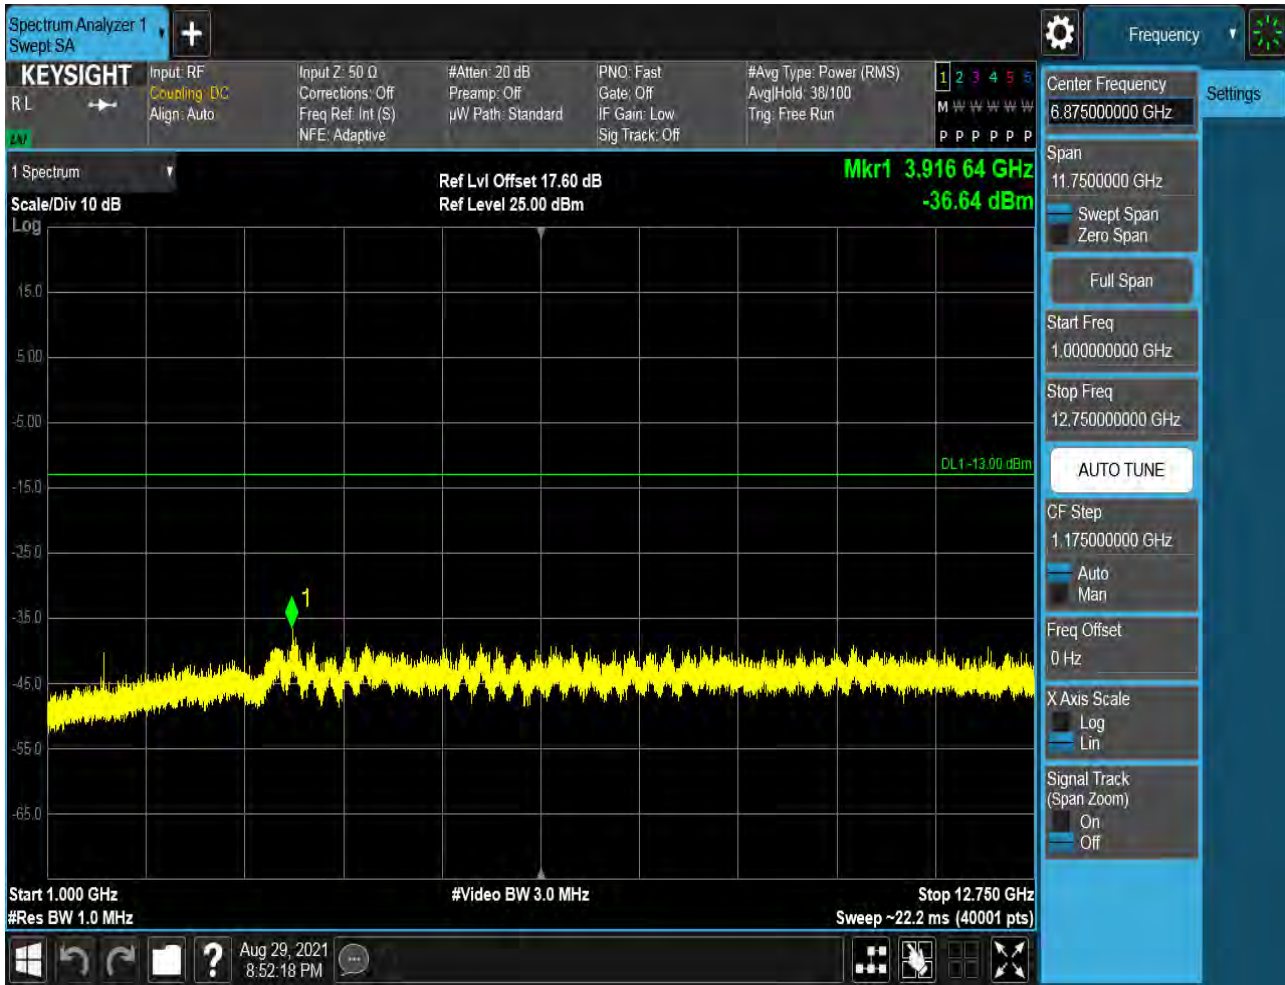 Spectrum Analyzer 1
Swept SA
+
Frequency
KEYSIGHT
R L
LXI
Input: RF
Coupling: DC
Align: Auto
Input Z: 50 Ω
Corrections: Off
Freq Ref: Int (S)
NFE: Adaptive
#Atten: 20 dB
Preamp: Off
µW Path: Standard
PNO: Fast
Gate: Off
IF Gain: Low
Sig Track: Off
#Avg Type: Power (RMS)
Avg|Hold: 38/100
Trig: Free Run
1 2 3 4 5 6
M W W W W W
P P P P P P
1 Spectrum
Scale/Div 10 dB
Log
Ref Lvl Offset 17.60 dB
Ref Level 25.00 dBm
Mkr1 3.916 64 GHz
-36.64 dBm
15.0
5.00
-5.00
-15.0
-25.0
-35.0
-45.0
-55.0
-65.0
DL1 -13.00 dBm
1
Start 1.000 GHz
#Res BW 1.0 MHz
#Video BW 3.0 MHz
Stop 12.750 GHz
Sweep ~22.2 ms (40001 pts)
Center Frequency
6.875000000 GHz
Settings
Span
11.7500000 GHz
Swept Span
Zero Span
Full Span
Start Freq
1.000000000 GHz
Stop Freq
12.750000000 GHz
AUTO TUNE
CF Step
1.175000000 GHz
Auto
Man
Freq Offset
0 Hz
X Axis Scale
Log
Lin
Signal Track
(Span Zoom)
On
Off
?
Aug 29, 2021
8:52:18 PM